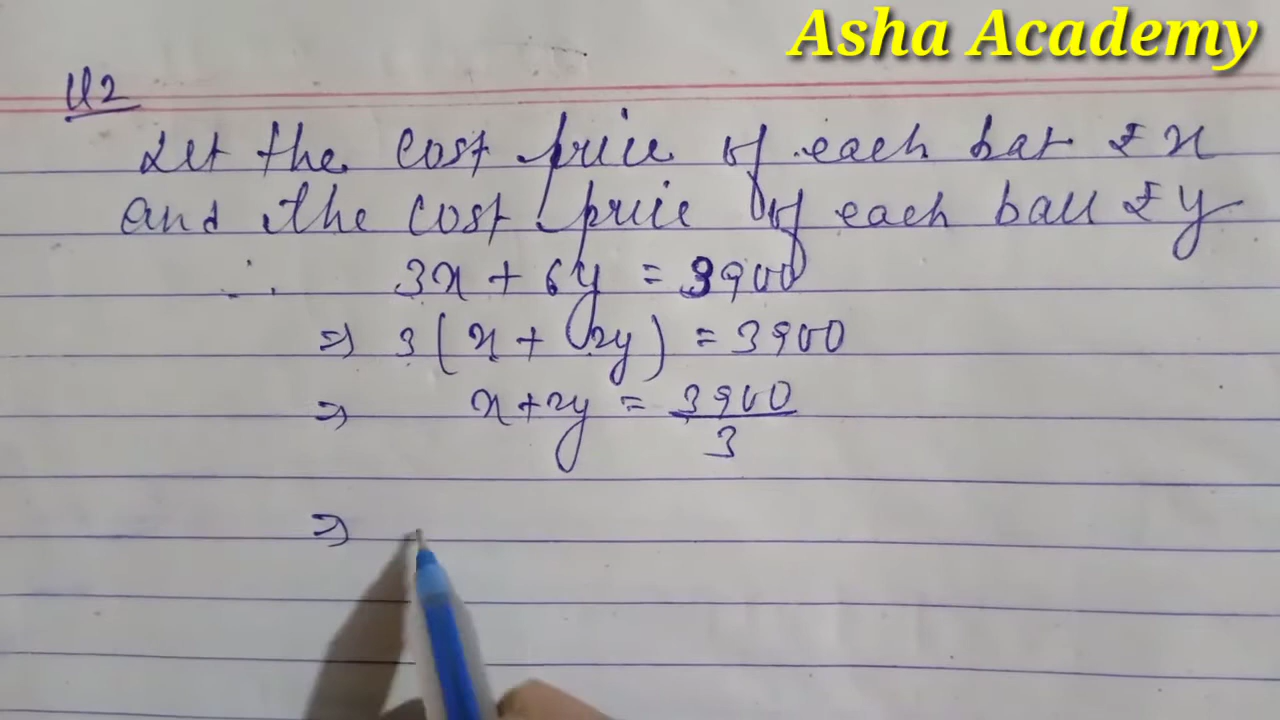 Asha Academy
Let the cost price of each bat ₹ x
and the cost price of each ball ₹ y
∴ 3x + 6y = 3900
⇒ 3 ( x + 2y ) = 3900
⇒ x + 2y = 3900/3
⇒